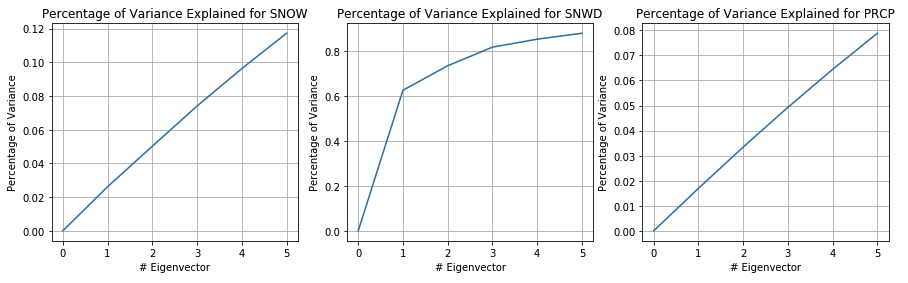 Percentage of Variance Explained for SNOW
Percentage of Variance
0.12
0.10
0.08
0.06
0.04
0.02
0.00
0 1 2 3 4 5
# Eigenvector
Percentage of Variance Explained for SNWD
Percentage of Variance
0.8
0.6
0.4
0.2
0.0
0 1 2 3 4 5
# Eigenvector
Percentage of Variance Explained for PRCP
Percentage of Variance
0.08
0.07
0.06
0.05
0.04
0.03
0.02
0.01
0.00
0 1 2 3 4 5
# Eigenvector